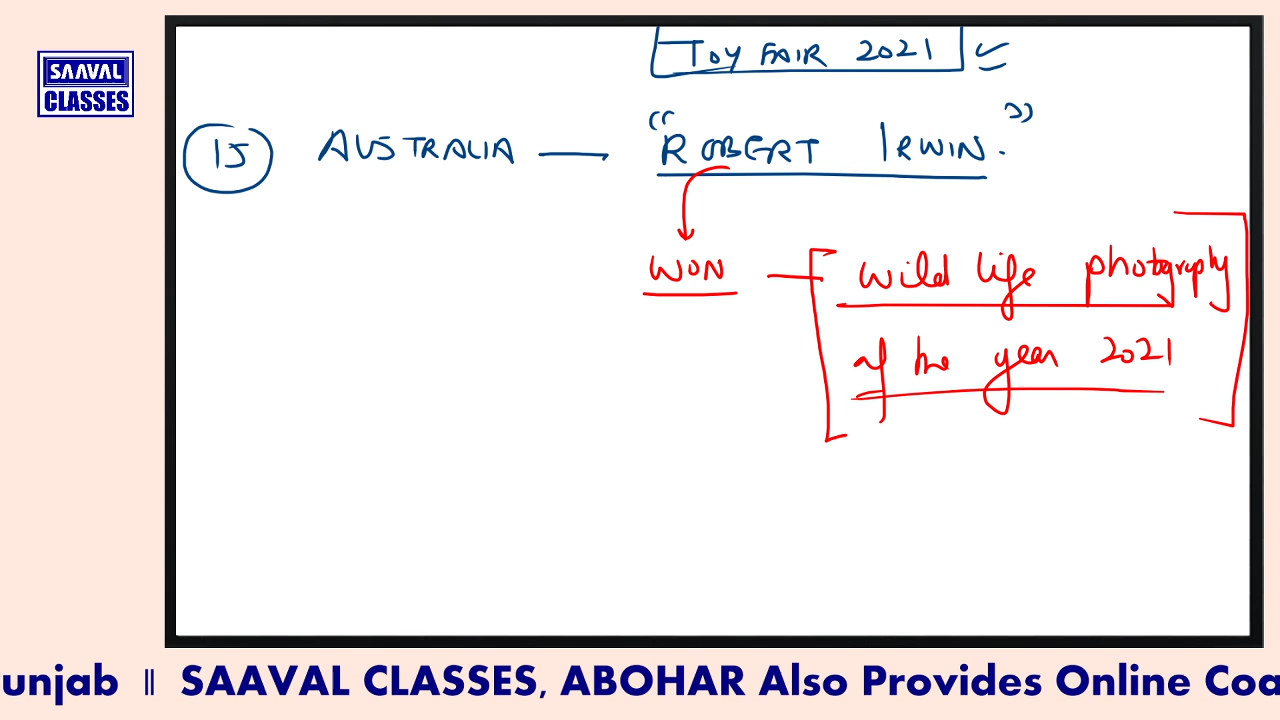 SAAVAL
CLASSES
TOY FAIR 2021
15 AUSTRALIA — "ROBERT IRWIN."
WON — [wild life photography
of the year 2021]
unjab || SAAVAL CLASSES, ABOHAR Also Provides Online Coa